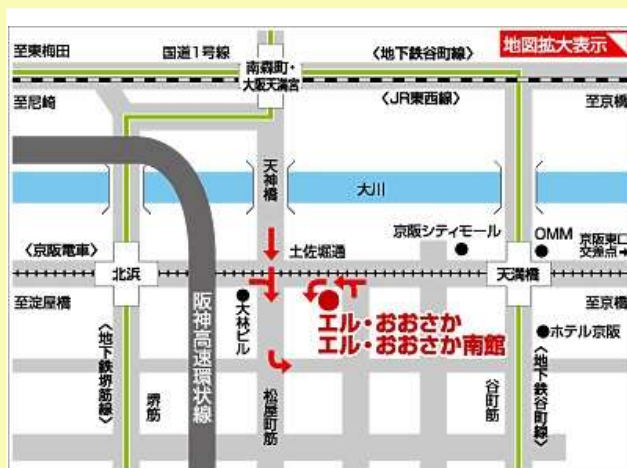 地図拡大表示
至東梅田
国道1号線
南森町・
大阪天満宮
〈地下鉄谷町線〉
至尼崎
〈JR東西線〉
至京橋
天神橋
大川
〈京阪電車〉
北浜
土佐堀通
京阪シティモール
OMM
京阪東口
交差点→
天満橋
至淀屋橋
至京橋
阪神高速環状線
大林ビル
エル・おおさか
エル・おおさか南館
ホテル京阪
〈地下鉄堺筋線〉
堺筋
松屋町筋
谷町筋
〈地下鉄谷町線〉